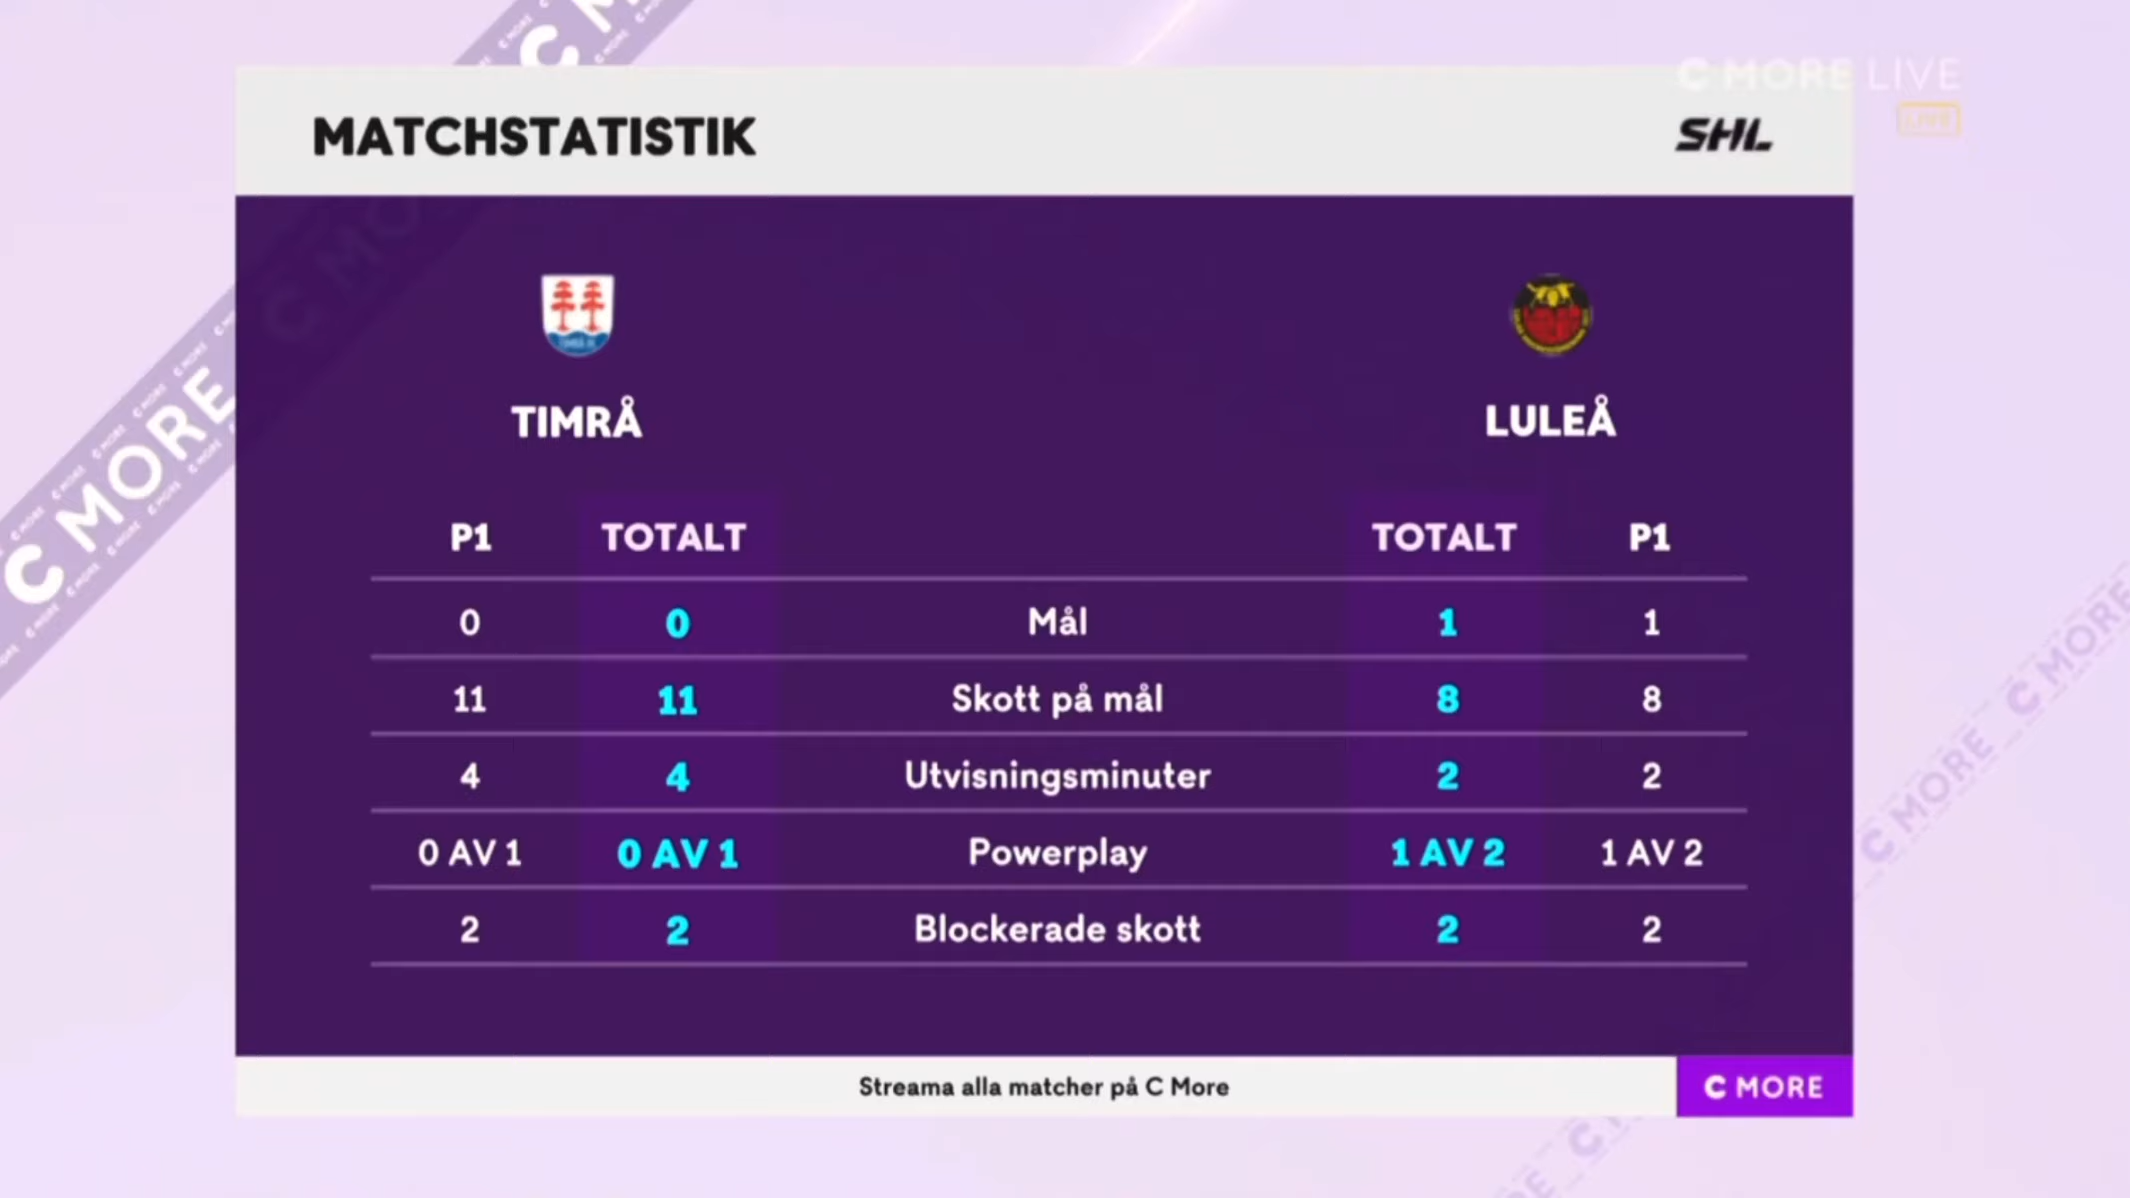 C MORE
C MORE LIVE
LIVE
MATCHSTATISTIK
SHL
TIMRÅ
LULEÅ
P1 TOTALT TOTALT P1
0 0 Mål 1 1
11 11 Skott på mål 8 8
4 4 Utvisningsminuter 2 2
0 AV 1 0 AV 1 Powerplay 1 AV 2 1 AV 2
2 2 Blockerade skott 2 2
Streama alla matcher på C More
C MORE